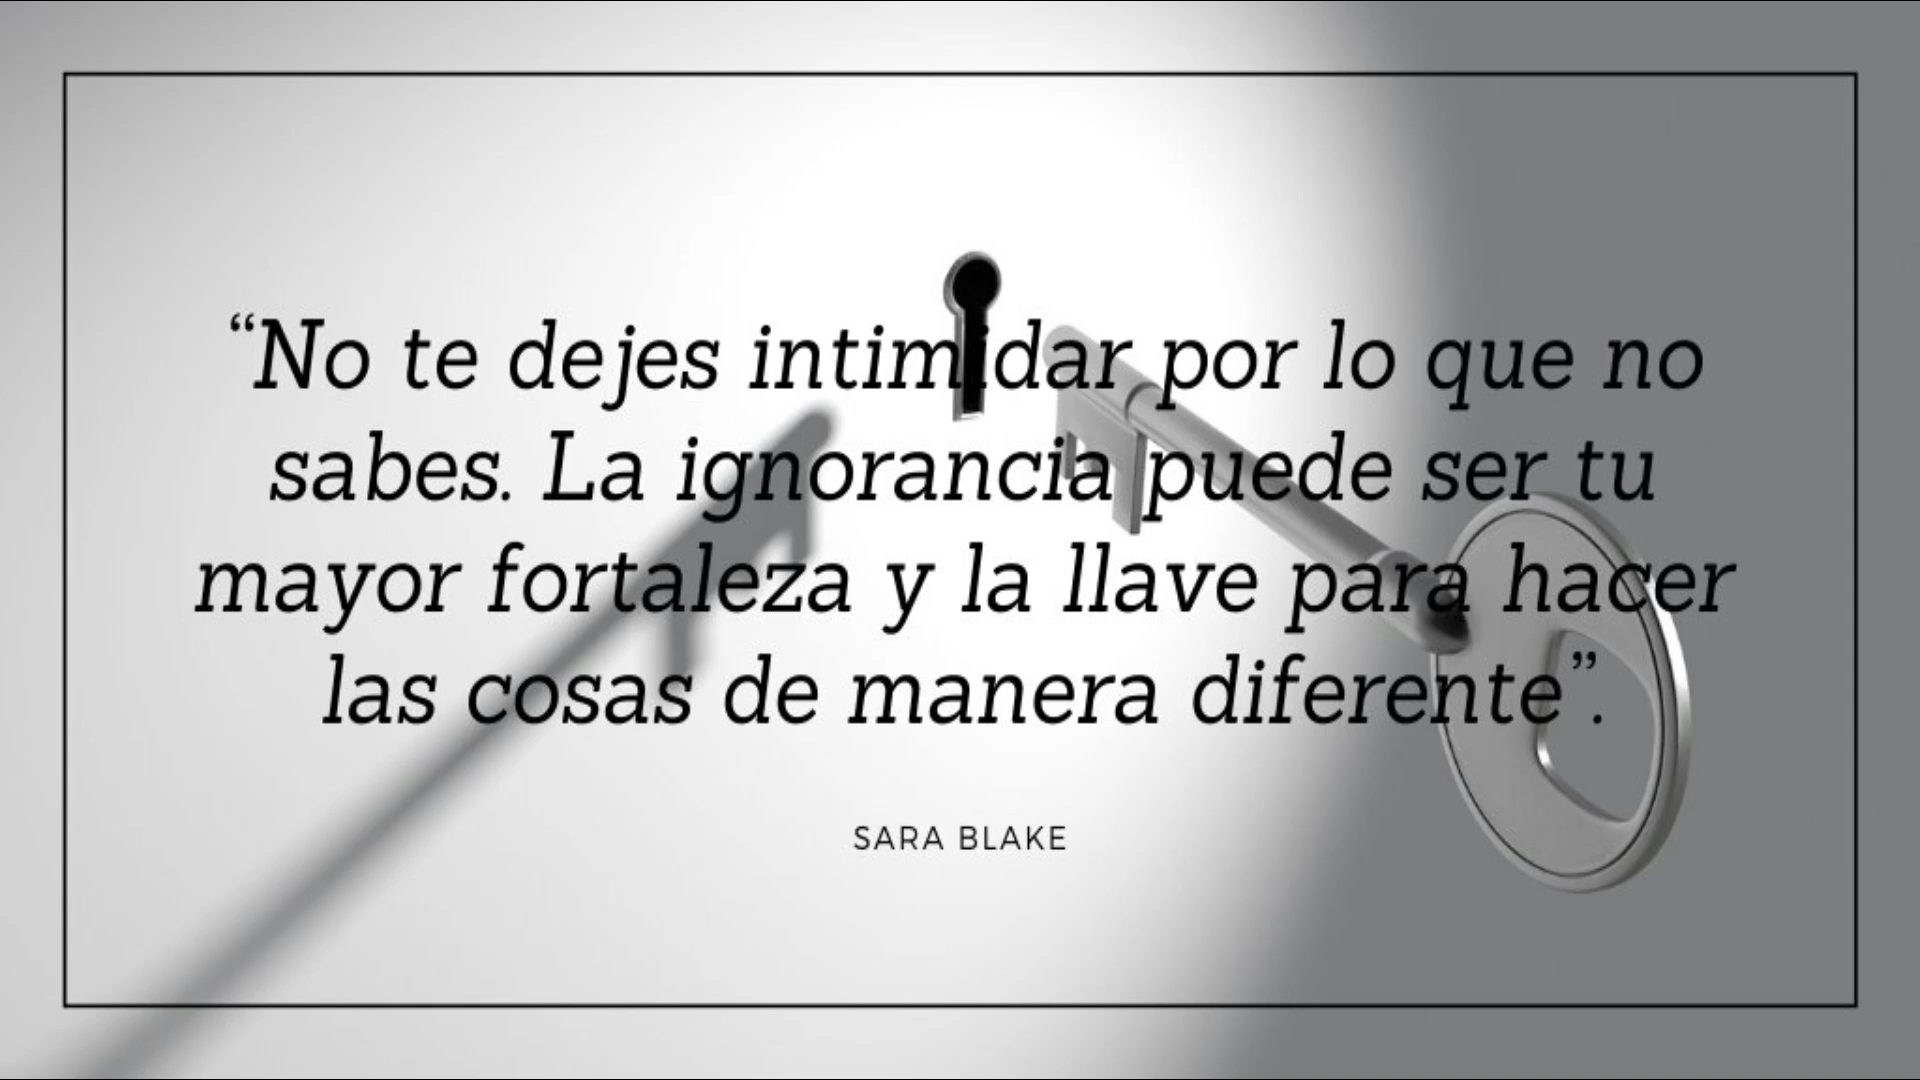 “No te dejes intimidar por lo que no
sabes. La ignorancia puede ser tu
mayor fortaleza y la llave para hacer
las cosas de manera diferente”.
SARA BLAKE